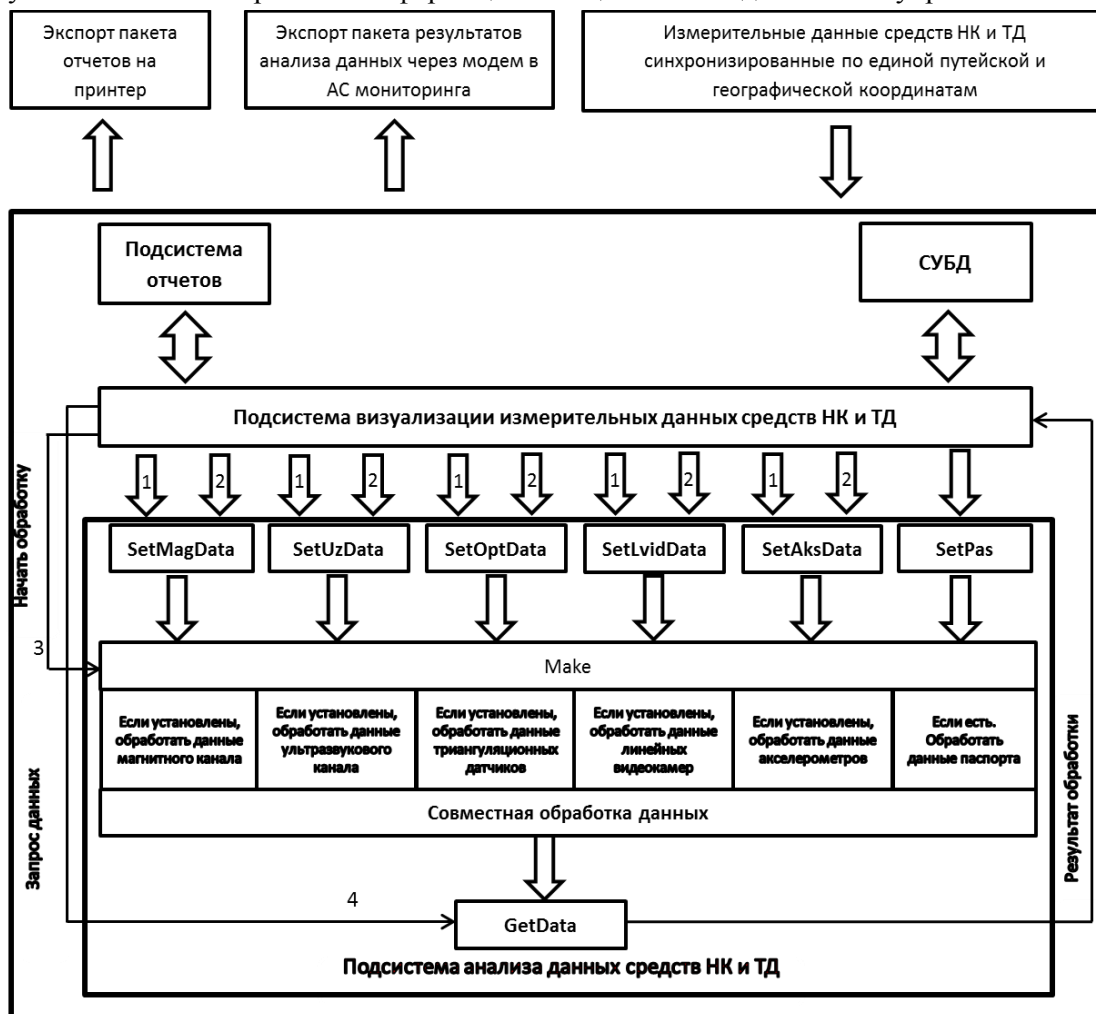 Экспорт пакета
отчетов на
принтер
Экспорт пакета результатов
анализа данных через модем в
АС мониторинга
Измерительные данные средств НК и ТД
синхронизированные по единой путейской и
географической координатам
Подсистема
отчетов
СУБД
Подсистема визуализации измерительных данных средств НК и ТД
1
2
1
2
1
2
1
2
1
2
SetMagData
SetUzData
SetOptData
SetLvidData
SetAksData
SetPas
Начать обработку
3
Make
Если установлены,
обработать данные
магнитного канала
Если установлены,
обработать данные
ультразвукового
канала
Если установлены,
обработать данные
триангуляционных
датчиков
Если установлены,
обработать данные
линейных
видеокамер
Если установлены,
обработать данные
акселерометров
Если есть.
Обработать
данные паспорта
Совместная обработка данных
Запрос данных
Результат обработки
4
GetData
Подсистема анализа данных средств НК и ТД